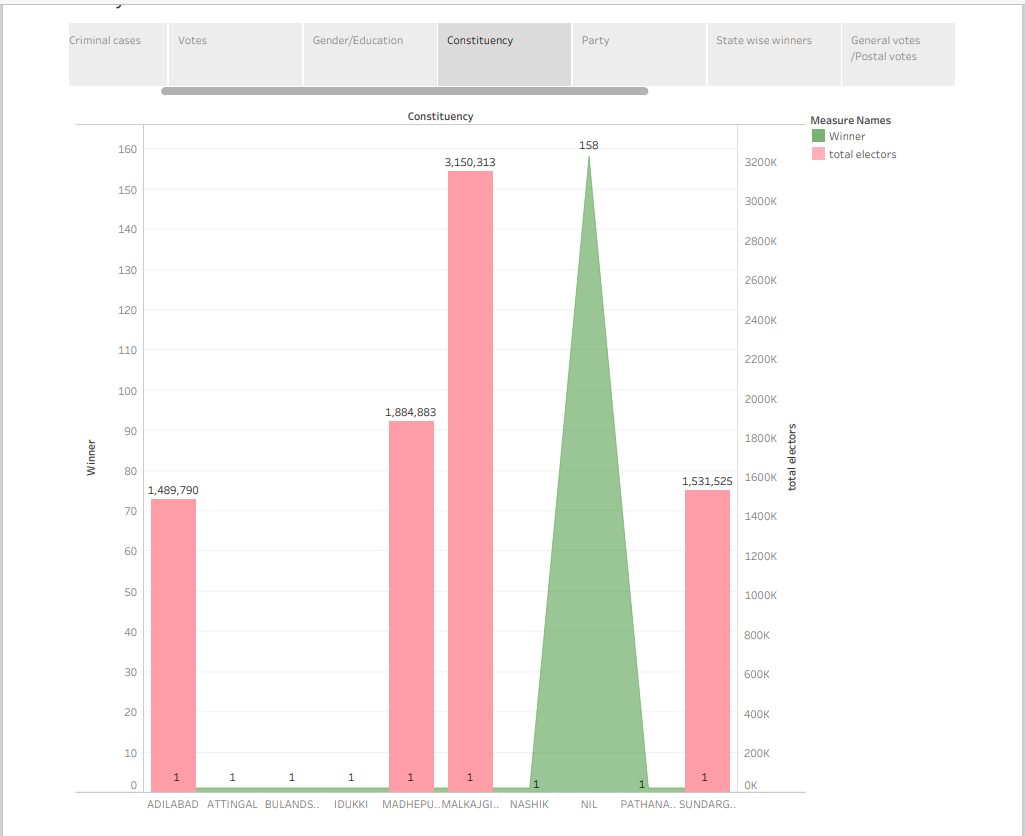 Criminal cases
Votes
Gender/Education
Constituency
Party
State wise winners
General votes
/Postal votes
Constituency
Measure Names
Winner
total electors
160
150
140
130
120
110
100
90
80
70
60
50
40
30
20
10
0
Winner
1,489,790
1,884,883
3,150,313
158
1,531,525
1
1
1
1
1
1
1
1
1
3200K
3000K
2800K
2600K
2400K
2200K
2000K
1800K
1600K
1400K
1200K
1000K
800K
600K
400K
200K
0K
total electors
ADILABAD
ATTINGAL
BULANDS..
IDUKKI
MADHEPU..
MALKAJGI..
NASHIK
NIL
PATHANA..
SUNDARG..